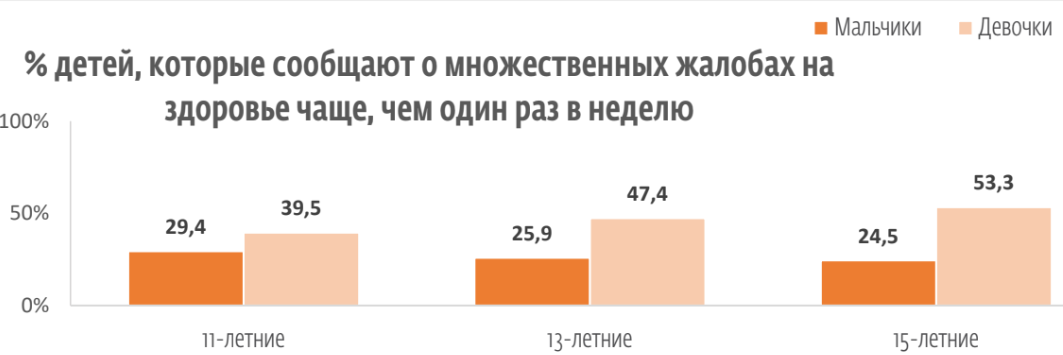 Мальчики Девочки
% детей, которые сообщают о множественных жалобах на
здоровье чаще, чем один раз в неделю
100%
50%
0%
29,4 39,5 25,9 47,4 24,5 53,3
11-летние 13-летние 15-летние